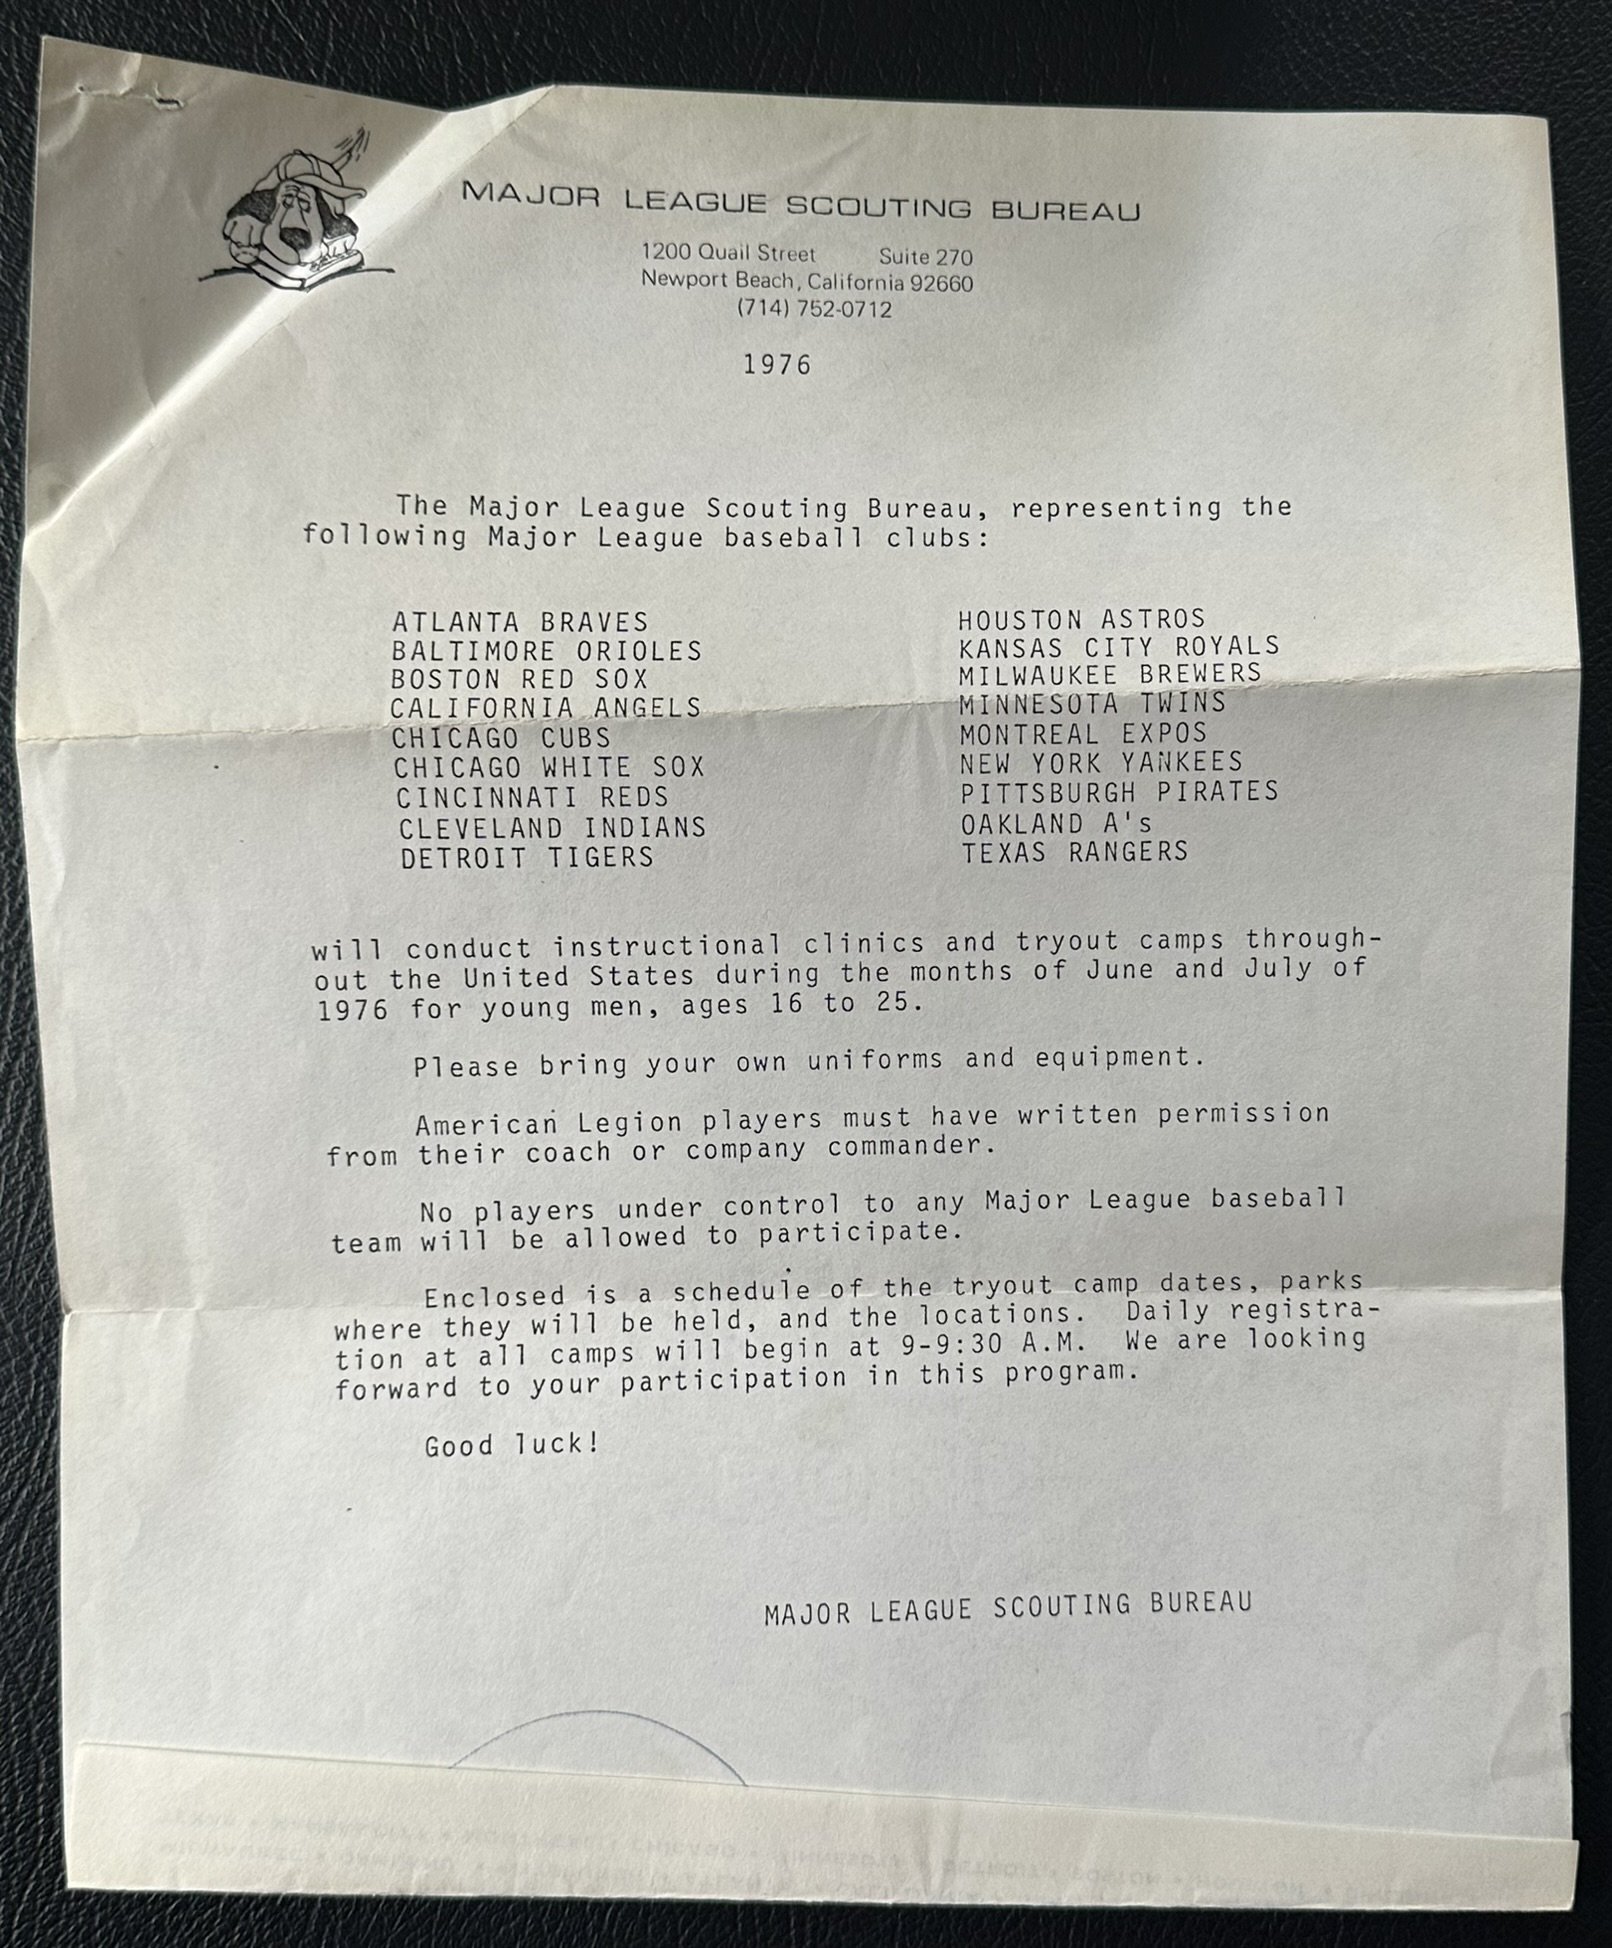 MAJOR LEAGUE SCOUTING BUREAU
1200 Quail Street Suite 270
Newport Beach, California 92660
(714) 752-0712
1976
The Major League Scouting Bureau, representing the
following Major League baseball clubs:
ATLANTA BRAVES
BALTIMORE ORIOLES
BOSTON RED SOX
CALIFORNIA ANGELS
CHICAGO CUBS
CHICAGO WHITE SOX
CINCINNATI REDS
CLEVELAND INDIANS
DETROIT TIGERS
HOUSTON ASTROS
KANSAS CITY ROYALS
MILWAUKEE BREWERS
MINNESOTA TWINS
MONTREAL EXPOS
NEW YORK YANKEES
PITTSBURGH PIRATES
OAKLAND A's
TEXAS RANGERS
will conduct instructional clinics and tryout camps through-
out the United States during the months of June and July of
1976 for young men, ages 16 to 25.
Please bring your own uniforms and equipment.
American Legion players must have written permission
from their coach or company commander.
No players under control to any Major League baseball
team will be allowed to participate.
Enclosed is a schedule of the tryout camp dates, parks
where they will be held, and the locations. Daily registra-
tion at all camps will begin at 9-9:30 A.M. We are looking
forward to your participation in this program.
Good luck!
MAJOR LEAGUE SCOUTING BUREAU